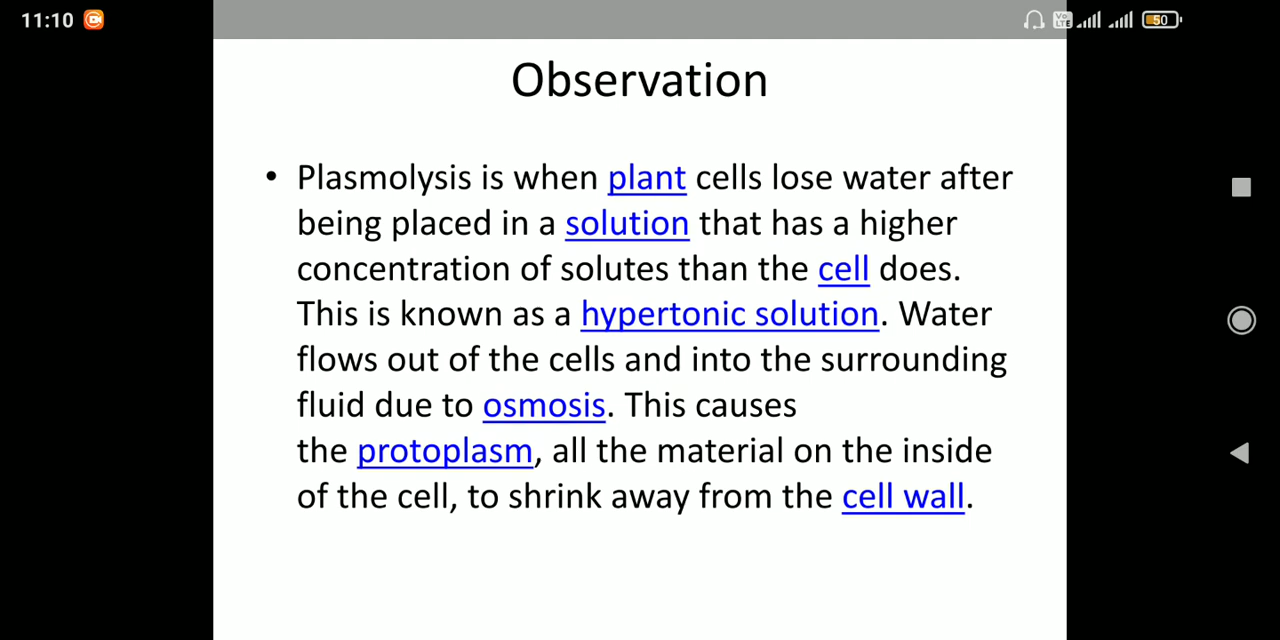 11:10
Vo LTE
50
Observation
• Plasmolysis is when plant cells lose water after
being placed in a solution that has a higher
concentration of solutes than the cell does.
This is known as a hypertonic solution. Water
flows out of the cells and into the surrounding
fluid due to osmosis. This causes
the protoplasm, all the material on the inside
of the cell, to shrink away from the cell wall.